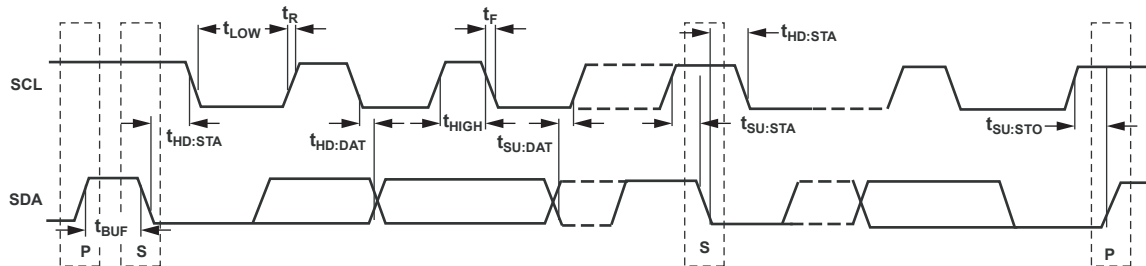 tR
tF
tLOW
tHD:STA
SCL
tHD:STA
tHD:DAT
tHIGH
tSU:DAT
tSU:STA
tSU:STO
SDA
tBUF
P
S
S
P